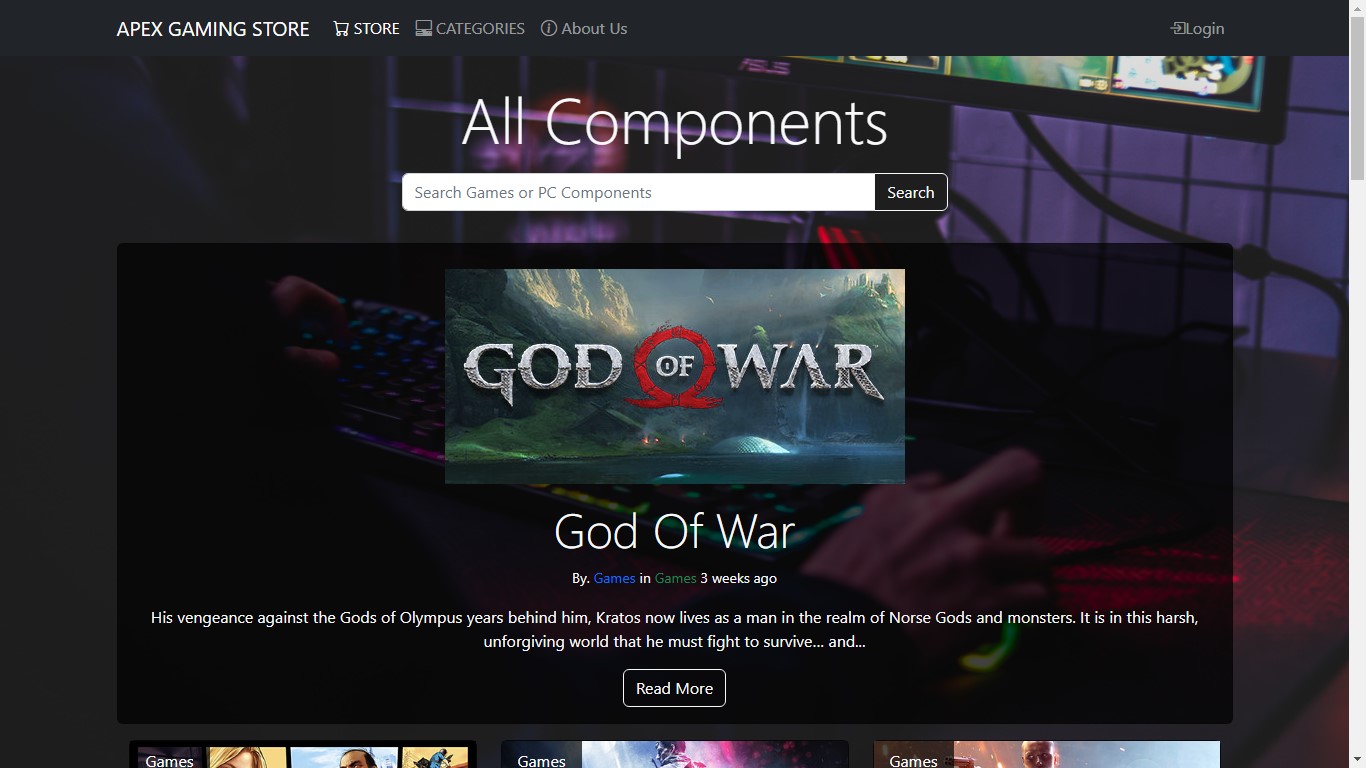 APEX GAMING STORE STORE CATEGORIES About Us Login
ASUS
All Components
Search Games or PC Components Search
GOD OF WAR
God Of War
By. Games in Games 3 weeks ago
His vengeance against the Gods of Olympus years behind him, Kratos now lives as a man in the realm of Norse Gods and monsters. It is in this harsh,
unforgiving world that he must fight to survive… and...
Read More
Games Games Games